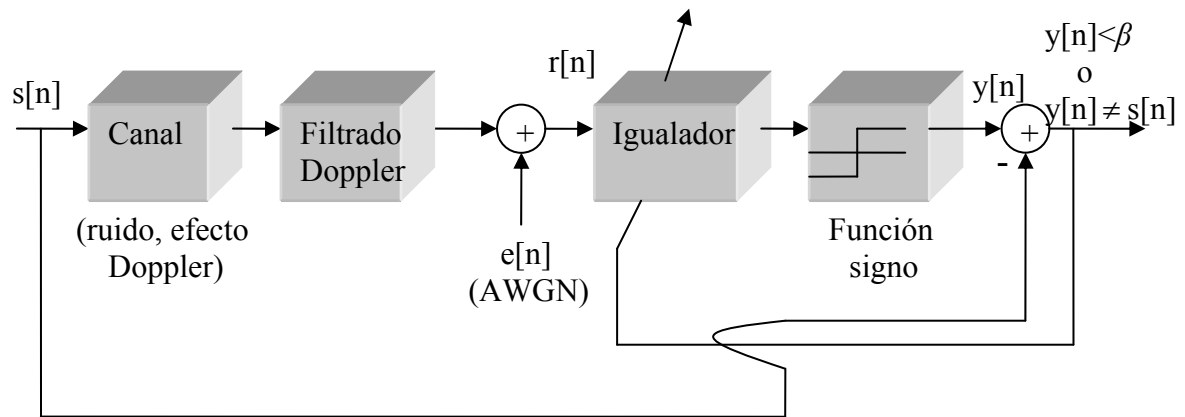 s[n]
Canal
(ruido, efecto
Doppler)
Filtrado
Doppler
+
e[n]
(AWGN)
r[n]
Igualador
Función
signo
y[n]
+
-
y[n]<β
o
y[n] ≠ s[n]